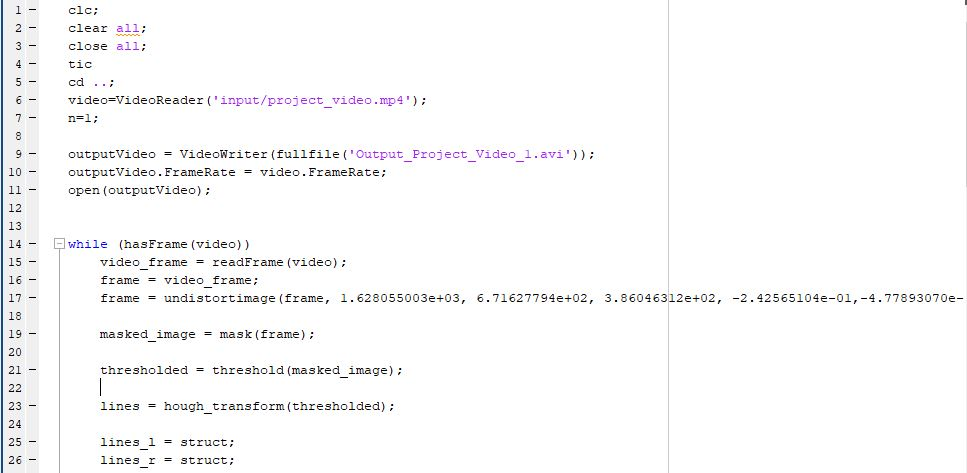 1 - clc;
2 - clear all;
3 - close all;
4 - tic
5 - cd ..;
6 - video=VideoReader('input/project_video.mp4');
7 - n=1;
8
9 - outputVideo = VideoWriter(fullfile('Output_Project_Video_1.avi'));
10 - outputVideo.FrameRate = video.FrameRate;
11 - open(outputVideo);
12
13
14 - while (hasFrame(video))
15 - video_frame = readFrame(video);
16 - frame = video_frame;
17 - frame = undistortimage(frame, 1.628055003e+03, 6.71627794e+02, 3.86046312e+02, -2.42565104e-01,-4.77893070e-
18
19 - masked_image = mask(frame);
20
21 - thresholded = threshold(masked_image);
22
23 - lines = hough_transform(thresholded);
24
25 - lines_l = struct;
26 - lines_r = struct;